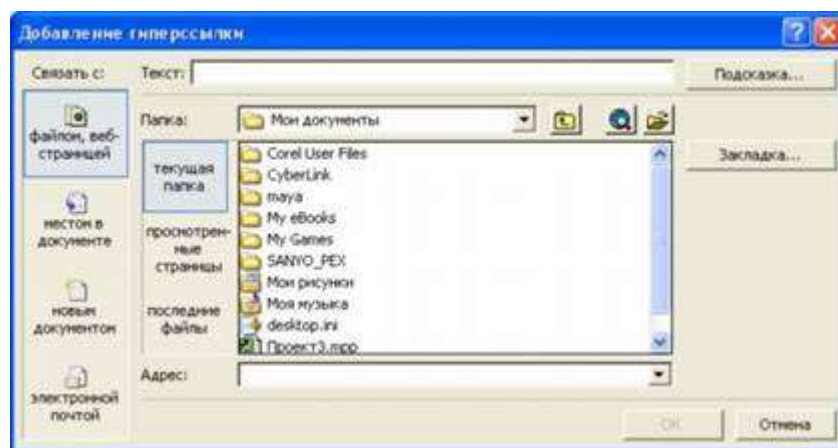 Добавление гиперссылки
Связать с:
Текст:
Подсказка...
файлом, веб-
страницей
Папка:
Мои документы
Закладка...
текущая
папка
Corel User Files
CyberLink
maya
My eBooks
My Games
SANYO_PEX
Мои рисунки
Моя музыка
desktop.ini
Проект3.mpp
местом в
документе
просмотрен-
ные
страницы
новым
документом
последние
файлы
Адрес:
электронной
почтой
ОК
Отмена